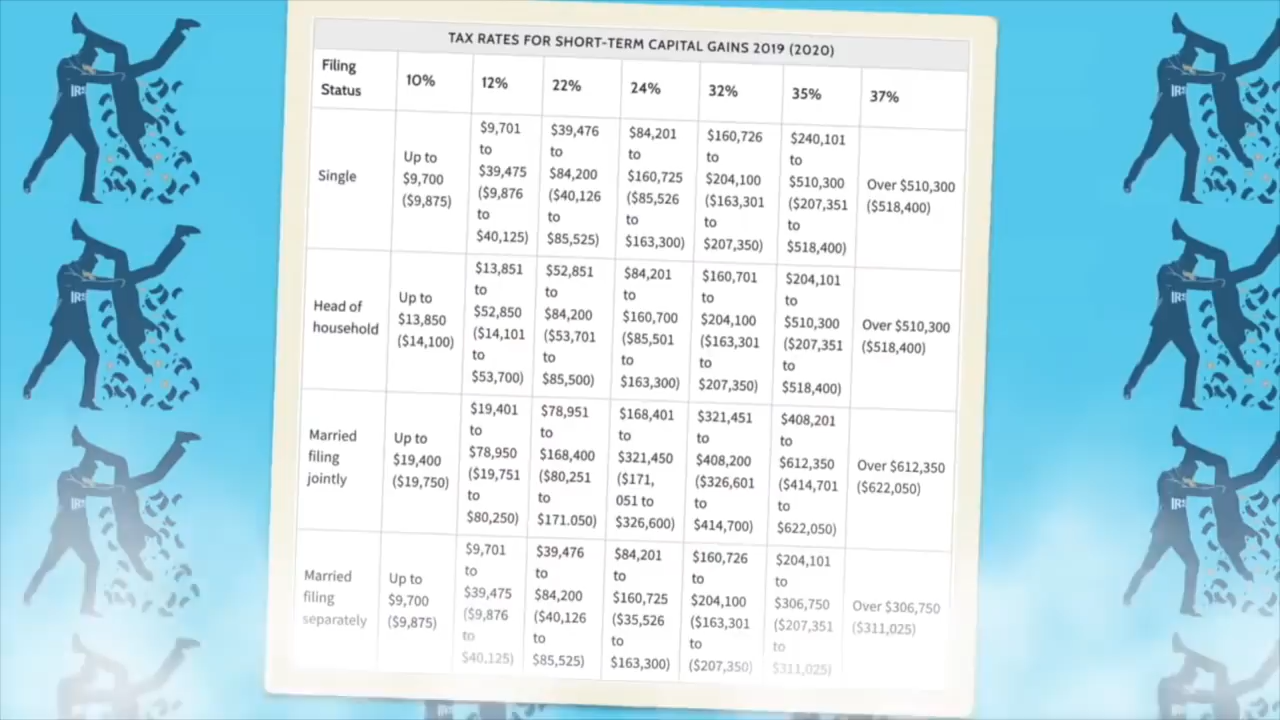 TAX RATES FOR SHORT-TERM CAPITAL GAINS 2019 (2020)
Filing Status 10% 12% 22% 24% 32% 35% 37%
Single Up to $9,700 ($9,875) $9,701 to $39,475 ($9,876 to $40,125) $39,476 to $84,200 ($40,126 to $85,525) $84,201 to $160,725 ($85,526 to $163,300) $160,726 to $204,100 ($163,301 to $207,350) $240,101 to $510,300 ($207,351 to $518,400) Over $510,300 ($518,400)
Head of household Up to $13,850 ($14,100) $13,851 to $52,850 ($14,101 to $53,700) $52,851 to $84,200 ($53,701 to $85,500) $84,201 to $160,700 ($85,501 to $163,300) $160,701 to $204,100 ($163,301 to $207,350) $204,101 to $510,300 ($207,351 to $518,400) Over $510,300 ($518,400)
Married filing jointly Up to $19,400 ($19,750) $19,401 to $78,950 ($19,751 to $80,250) $78,951 to $168,400 ($80,251 to $171.050) $168,401 to $321,450 ($171, 051 to $326,600) $321,451 to $408,200 ($326,601 to $414,700) $408,201 to $612,350 ($414,701 to $622,050) Over $612,350 ($622,050)
Married filing separately Up to $9,700 ($9,875) $9,701 to $39,475 ($9,876 to $40,125) $39,476 to $84,200 ($40,126 to $85,525) $84,201 to $160,725 ($35,526 to $163,300) $160,726 to $204,100 ($163,301 to ($207,350) $204,101 to $306,750 ($207,351 to $311,025) Over $306,750 ($311,025)
IRS
IRS
IRS
IRS
IRS
IRS